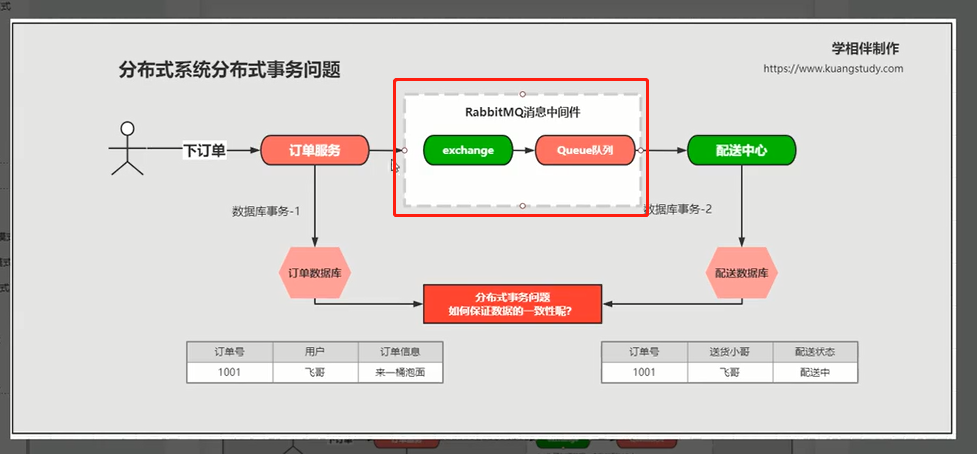 学相伴制作
https://www.kuangstudy.com
分布式系统分布式事务问题
RabbitMQ消息中间件
下订单
订单服务
exchange
Queue队列
配送中心
数据库事务-1
数据库事务-2
订单数据库
配送数据库
分布式事务问题
如何保证数据的一致性呢?
订单号 用户 订单信息
1001 飞哥 来一桶泡面
订单号 送货小哥 配送状态
1001 飞哥 配送中